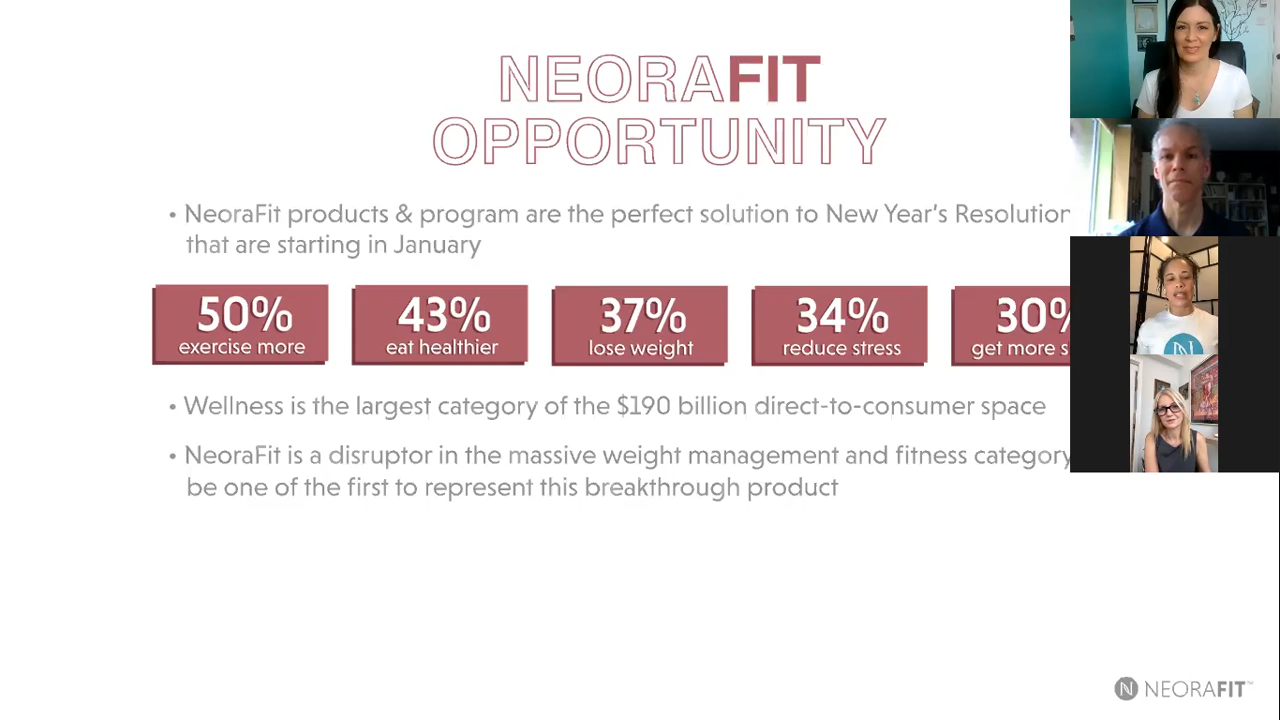 NEORAFIT
OPPORTUNITY
• NeoraFit products & program are the perfect solution to New Year's Resolution
that are starting in January
50%
exercise more
43%
eat healthier
37%
lose weight
34%
reduce stress
30%
get more s
• Wellness is the largest category of the $190 billion direct-to-consumer space
• NeoraFit is a disruptor in the massive weight management and fitness category
be one of the first to represent this breakthrough product
N NEORAFIT™